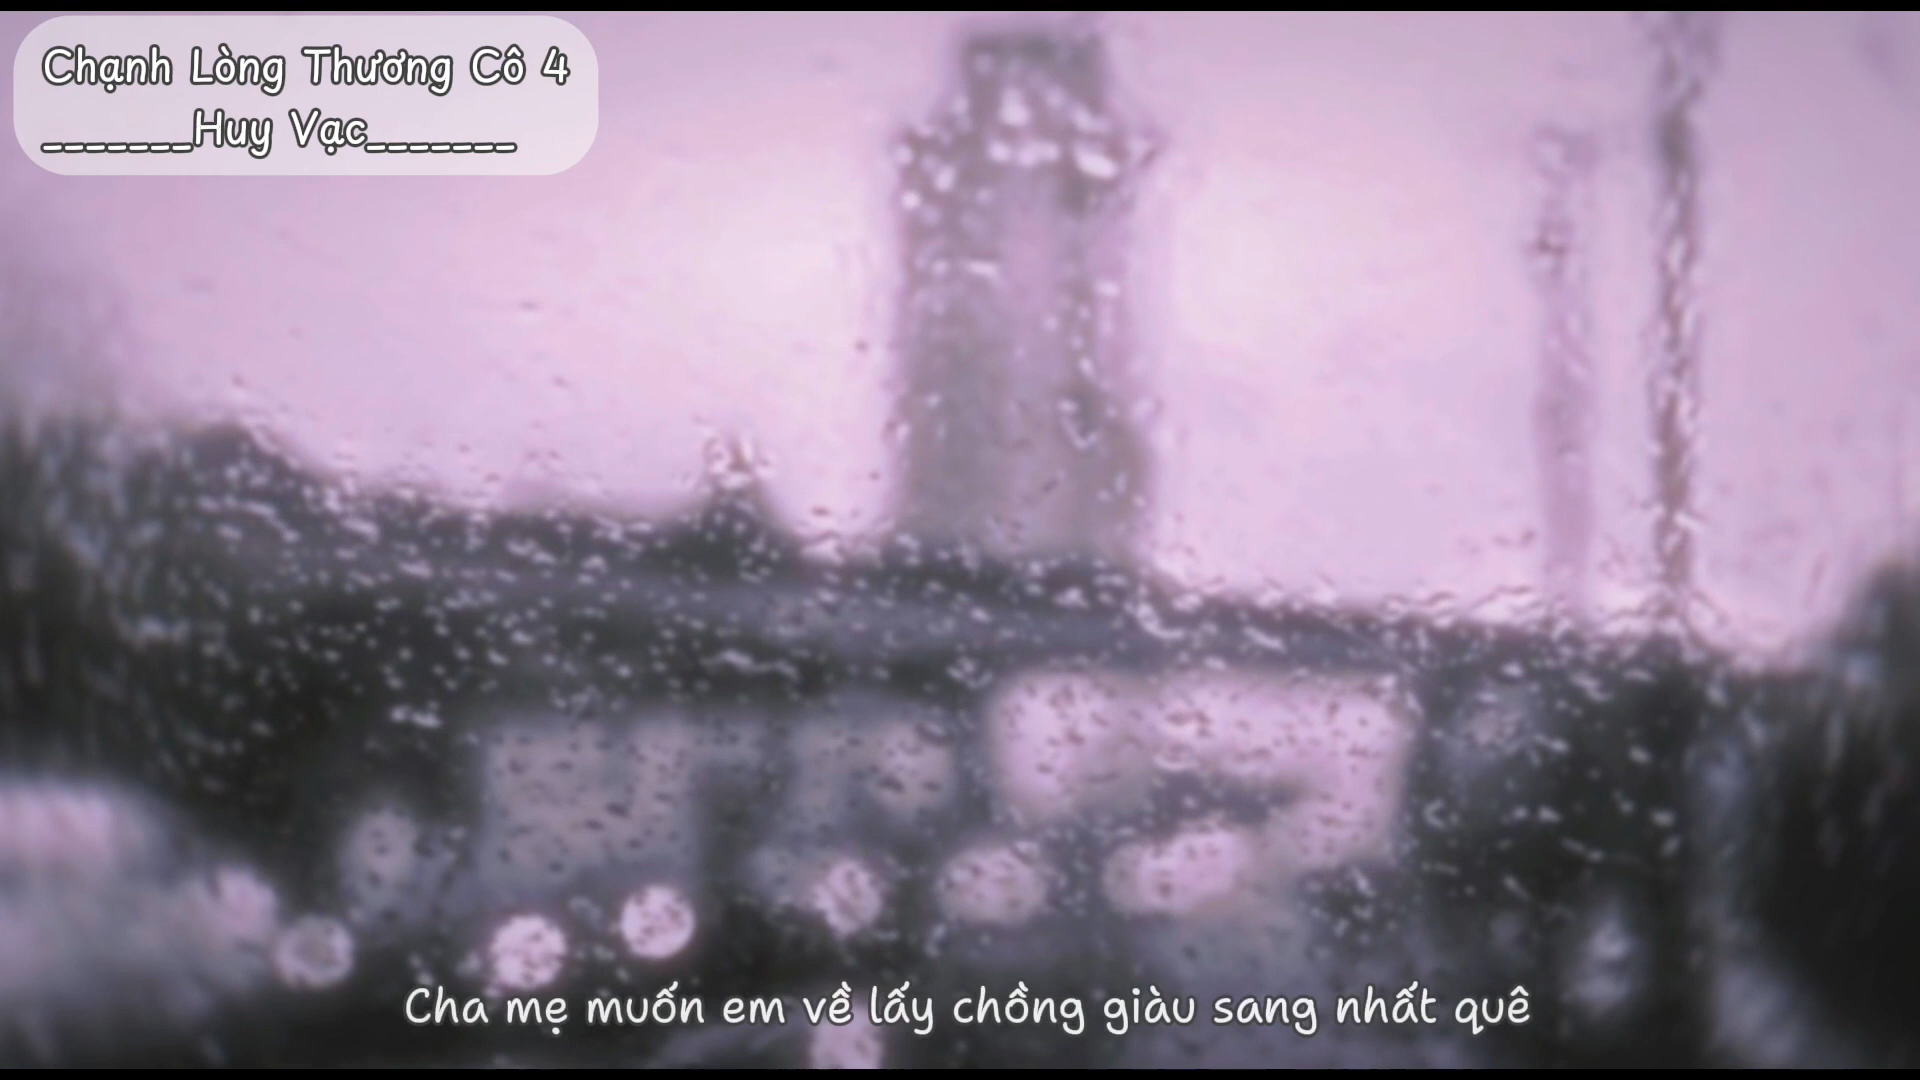 Chạnh Lòng Thương Cô 4
_______Huy Vạc_______
Cha mẹ muốn em về lấy chồng giàu sang nhất quê